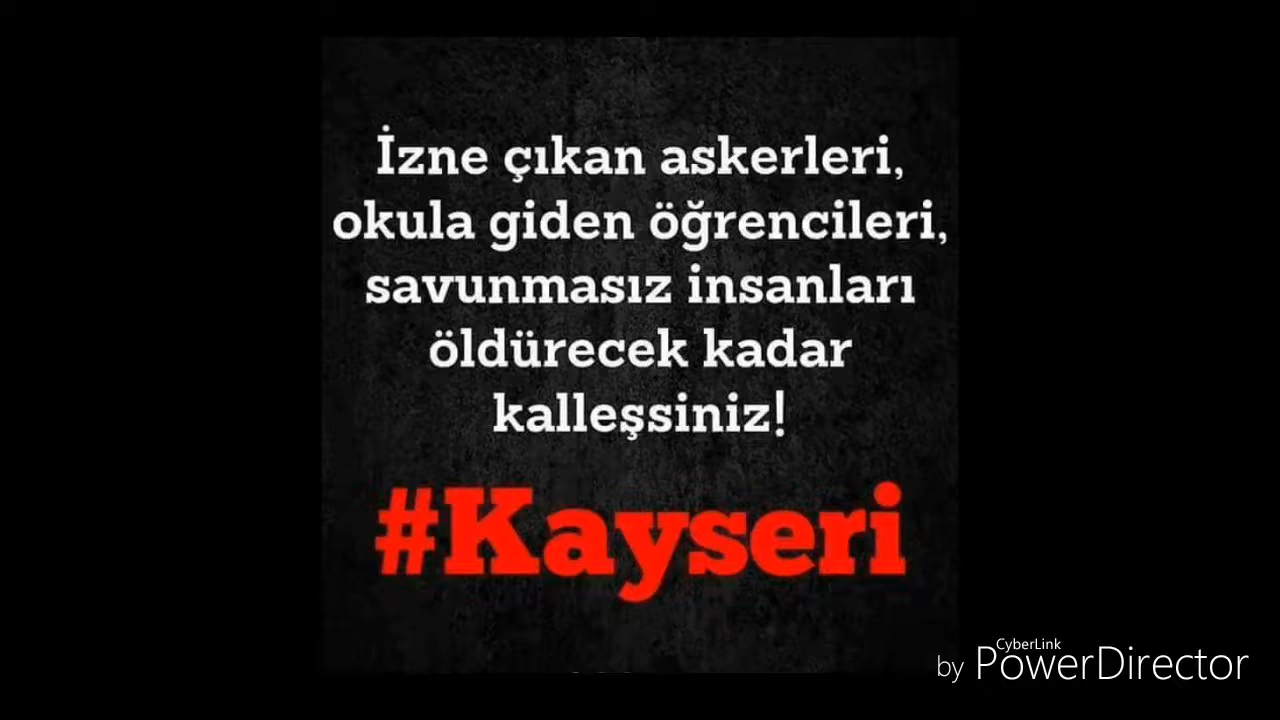 İzne çıkan askerleri,
okula giden öğrencileri,
savunmasız insanları
öldürecek kadar
kalleşsiniz!
#Kayseri
CyberLink
by PowerDirector